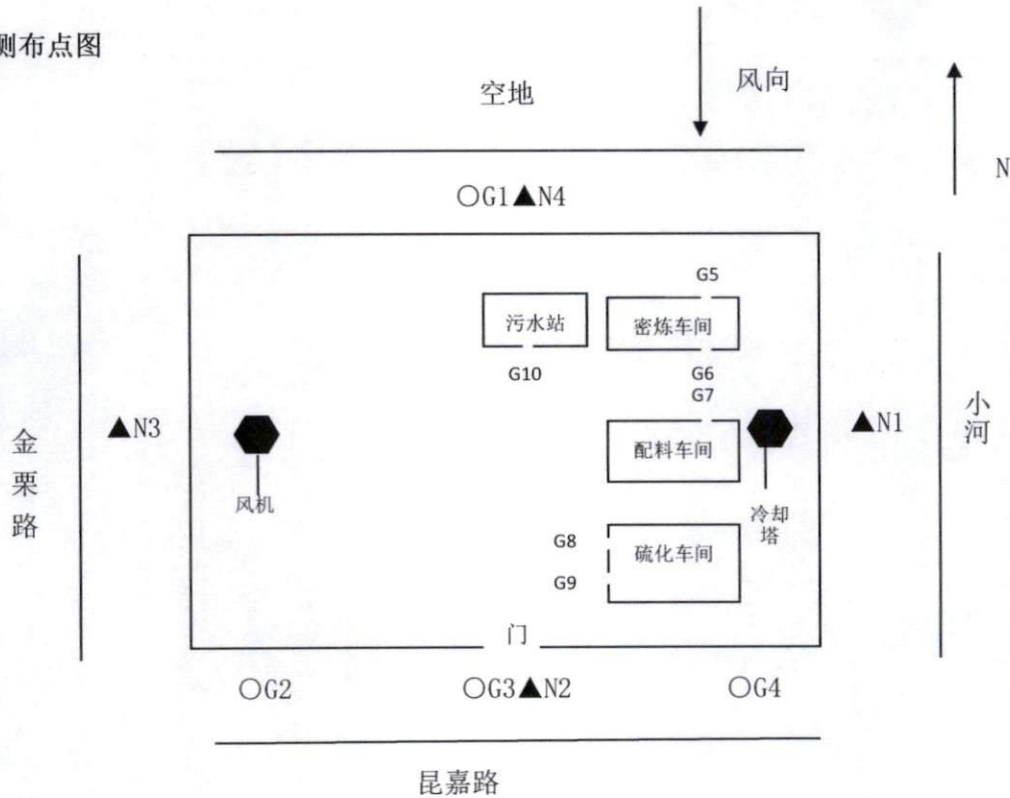 测布点图
空地
风向
N
○G1▲N4
G5
污水站
密炼车间
G10
G6
G7
▲N3
▲N1
小河
金栗路
配料车间
风机
冷却塔
G8
硫化车间
G9
门
○G2
○G3▲N2
○G4
昆嘉路